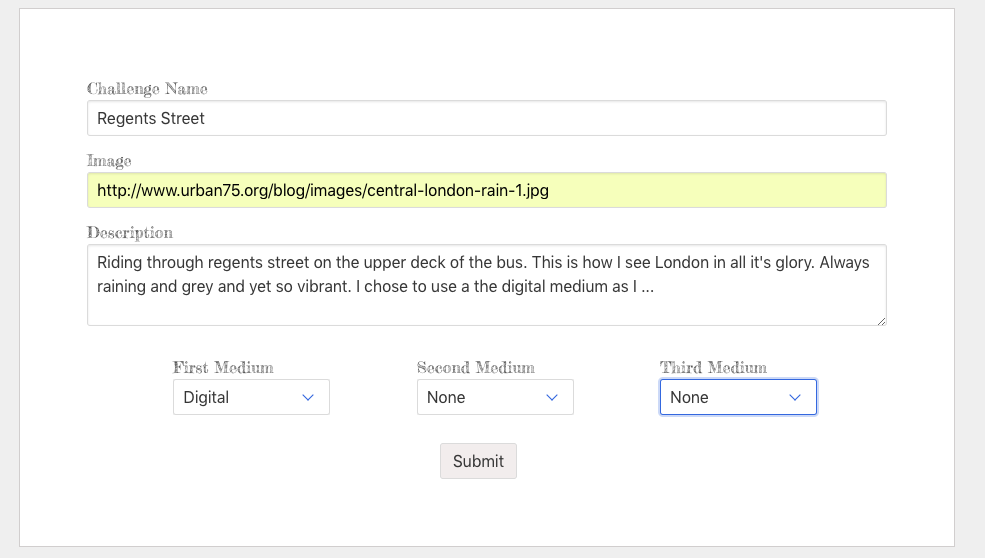 Challenge Name
Regents Street
Image
http://www.urban75.org/blog/images/central-london-rain-1.jpg
Description
Riding through regents street on the upper deck of the bus. This is how I see London in all it's glory. Always
raining and grey and yet so vibrant. I chose to use a the digital medium as I ...
First Medium Second Medium Third Medium
Digital None None
Submit